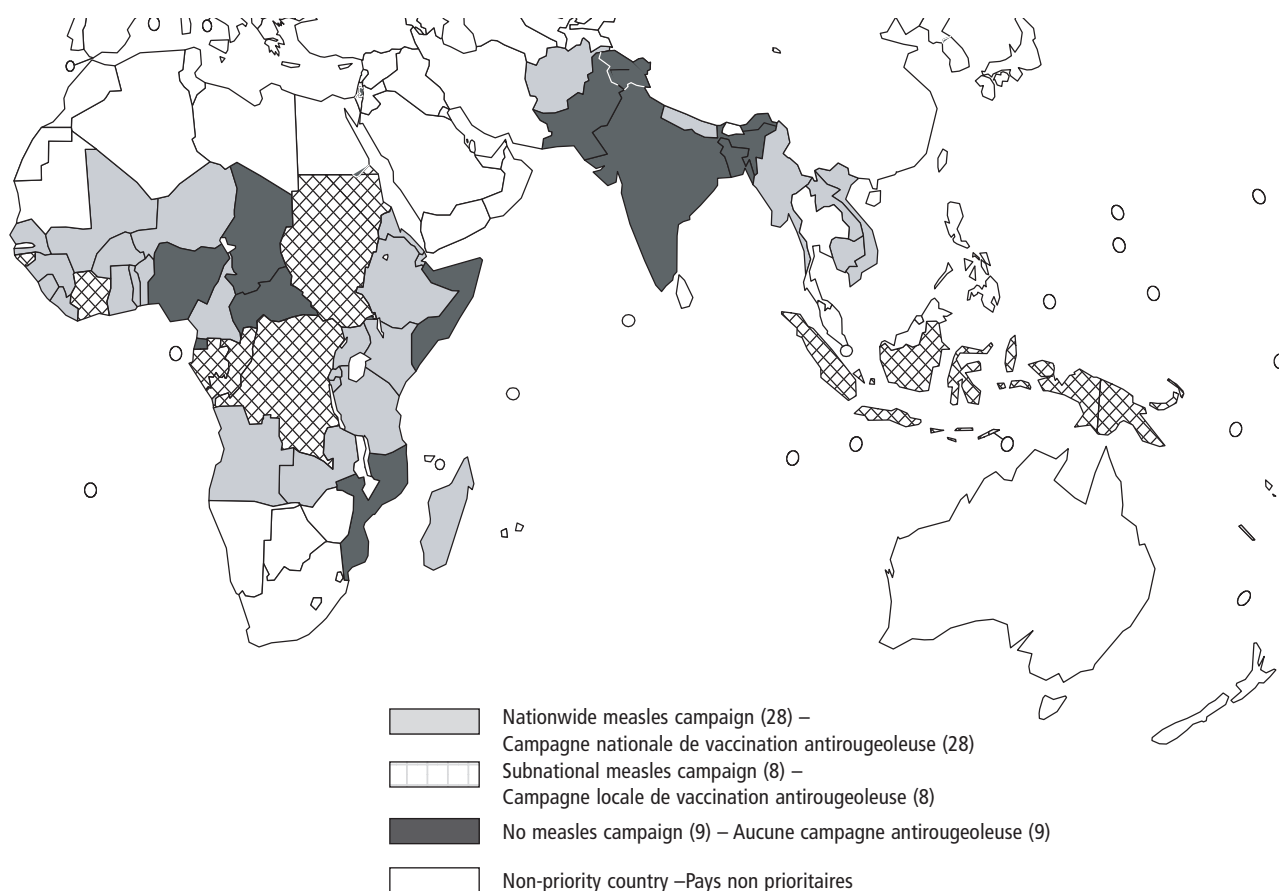 Nationwide measles campaign (28) –
Campagne nationale de vaccination antirougeoleuse (28)
Subnational measles campaign (8) –
Campagne locale de vaccination antirougeoleuse (8)
No measles campaign (9) – Aucune campagne antirougeoleuse (9)
Non-priority country –Pays non prioritaires